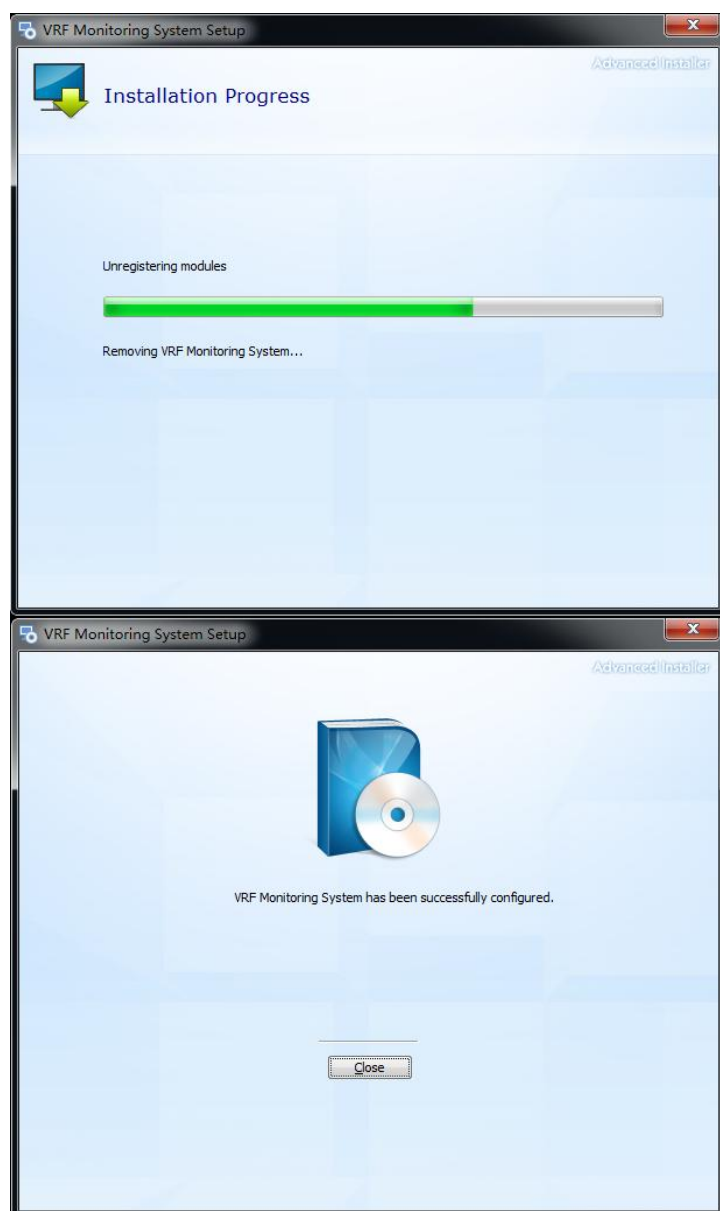 VRF Monitoring System Setup
Advanced Installer
Installation Progress
Unregistering modules
Removing VRF Monitoring System...
VRF Monitoring System Setup
Advanced Installer
VRF Monitoring System has been successfully configured.
Close